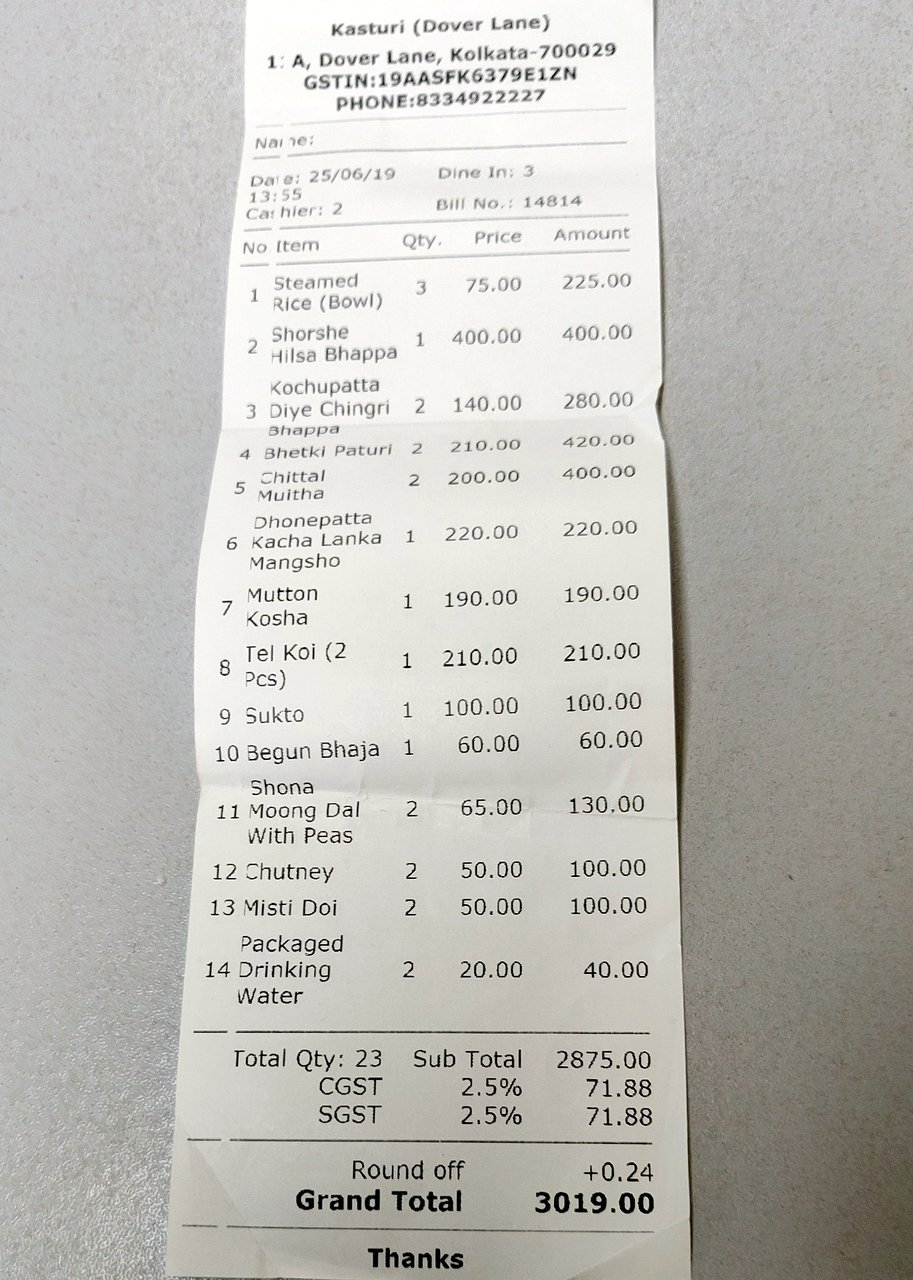 Kasturi (Dover Lane)
1: A, Dover Lane, Kolkata-700029
GSTIN:19AASFK6379E1ZN
PHONE:8334922227
Name:
Date: 25/06/19 Dine In: 3
13:55
Cashier: 2 Bill No.: 14814
No Item Qty. Price Amount
1 Steamed Rice (Bowl) 3 75.00 225.00
2 Shorshe Hilsa Bhappa 1 400.00 400.00
3 Kochupatta Diye Chingri Bhappa 2 140.00 280.00
4 Bhetki Paturi 2 210.00 420.00
5 Chittal Muitha 2 200.00 400.00
6 Dhonepatta Kacha Lanka Mangsho 1 220.00 220.00
7 Mutton Kosha 1 190.00 190.00
8 Tel Koi (2 Pcs) 1 210.00 210.00
9 Sukto 1 100.00 100.00
10 Begun Bhaja 1 60.00 60.00
11 Shona Moong Dal With Peas 2 65.00 130.00
12 Chutney 2 50.00 100.00
13 Misti Doi 2 50.00 100.00
14 Packaged Drinking Water 2 20.00 40.00
Total Qty: 23 Sub Total 2875.00
CGST 2.5% 71.88
SGST 2.5% 71.88
Round off +0.24
Grand Total 3019.00
Thanks